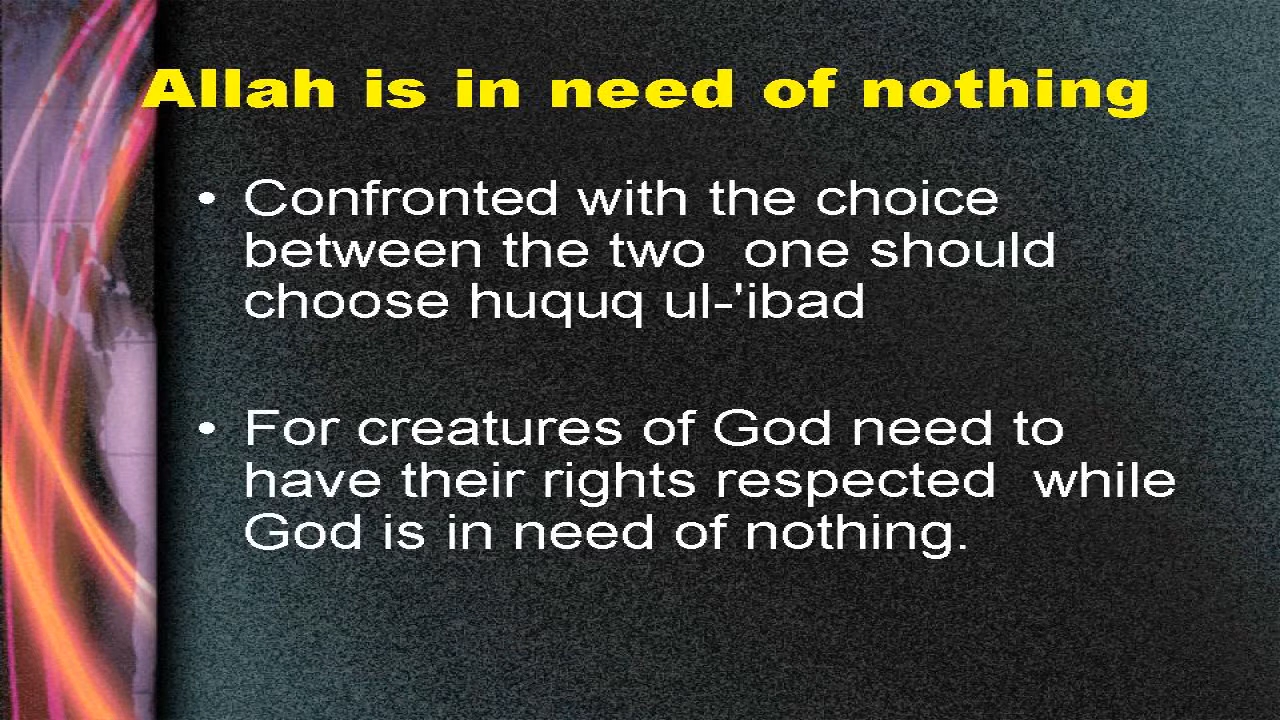 Allah is in need of nothing
• Confronted with the choice
between the two  one should
choose huquq ul-'ibad
• For creatures of God need to
have their rights respected  while
God is in need of nothing.